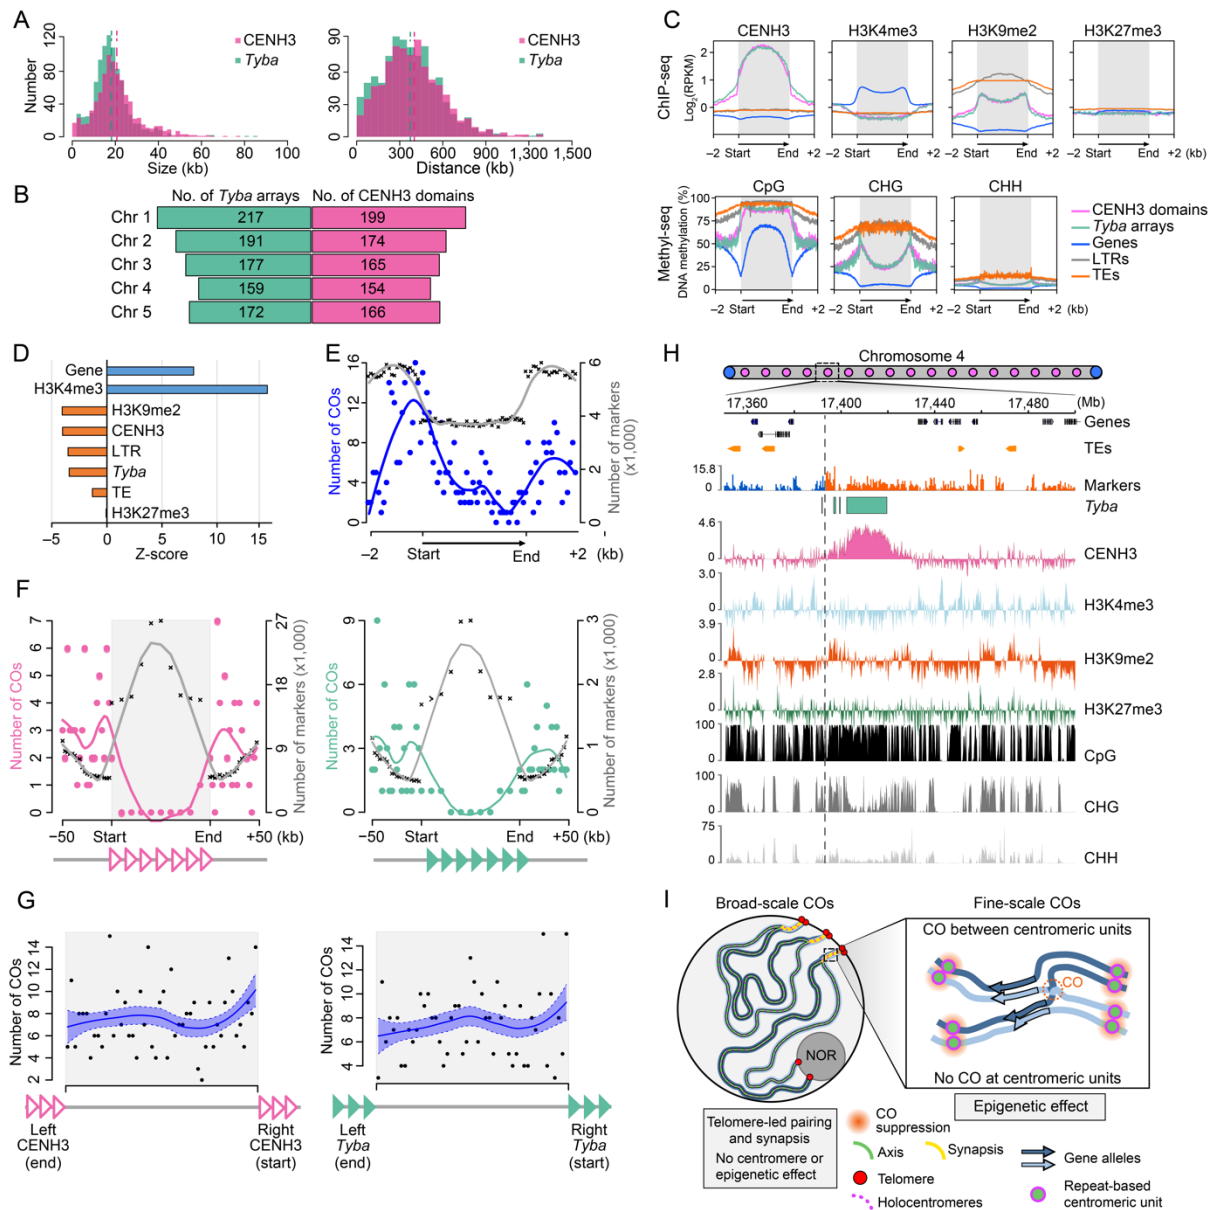 A
Number
120
80
40
0
CENH3
Tyba
0 20 40 60 80 100
Size (kb)
90
60
30
0
CENH3
Tyba
0 300 600 900 1,300 1,500
Distance (kb)
B
No. of Tyba arrays No. of CENH3 domains
Chr 1 217 199
Chr 2 191 174
Chr 3 177 165
Chr 4 159 154
Chr 5 172 166
C
CENH3 H3K4me3 H3K9me2 H3K27me3
ChIP-seq
Log2(RPKM)
2
1
0
−2 Start End +2
−2 Start End +2
−2 Start End +2
−2 Start End +2 (kb)
CpG CHG CHH
Methyl-seq
DNA methylation (%)
100
75
50
25
0
−2 Start End +2
−2 Start End +2
−2 Start End +2 (kb)
CENH3 domains
Tyba arrays
Genes
LTRs
TEs
D
Gene
H3K4me3
H3K9me2
CENH3
LTR
Tyba
TE
H3K27me3
−5 0 5 10 15
Z-score
E
Number of COs
16
12
8
4
0
6
4
2
0
Number of markers
(x1,000)
−2 Start End +2 (kb)
F
Number of COs
7
6
5
4
3
2
1
0
27
18
9
0
Number of markers (x1,000)
−50 Start End +50 (kb)
Number of COs
9
6
3
0
3
2
1
0
Number of markers (x1,000)
−50 Start End +50 (kb)
G
Number of COs
14
12
10
8
6
4
2
Left
CENH3
(end)
Right
CENH3
(start)
Number of COs
14
12
10
8
6
4
Left
Tyba
(end)
Right
Tyba
(start)
H
Chromosome 4
17,360 17,400 17,440 17,480 (Mb)
Genes
TEs
15.8
0
Markers
Tyba
4.6
0
CENH3
3.0
0
H3K4me3
3.9
0
H3K9me2
2.8
0
H3K27me3
100
0
CpG
100
0
CHG
75
0
CHH
I
Broad-scale COs
Fine-scale COs
CO between centromeric units
CO
No CO at centromeric units
NOR
Telomere-led pairing
and synapsis
No centromere or
epigenetic effect
Epigenetic effect
CO
suppression
Axis
Synapsis
Telomere
Holocentromeres
Gene alleles
Repeat-based
centromeric unit